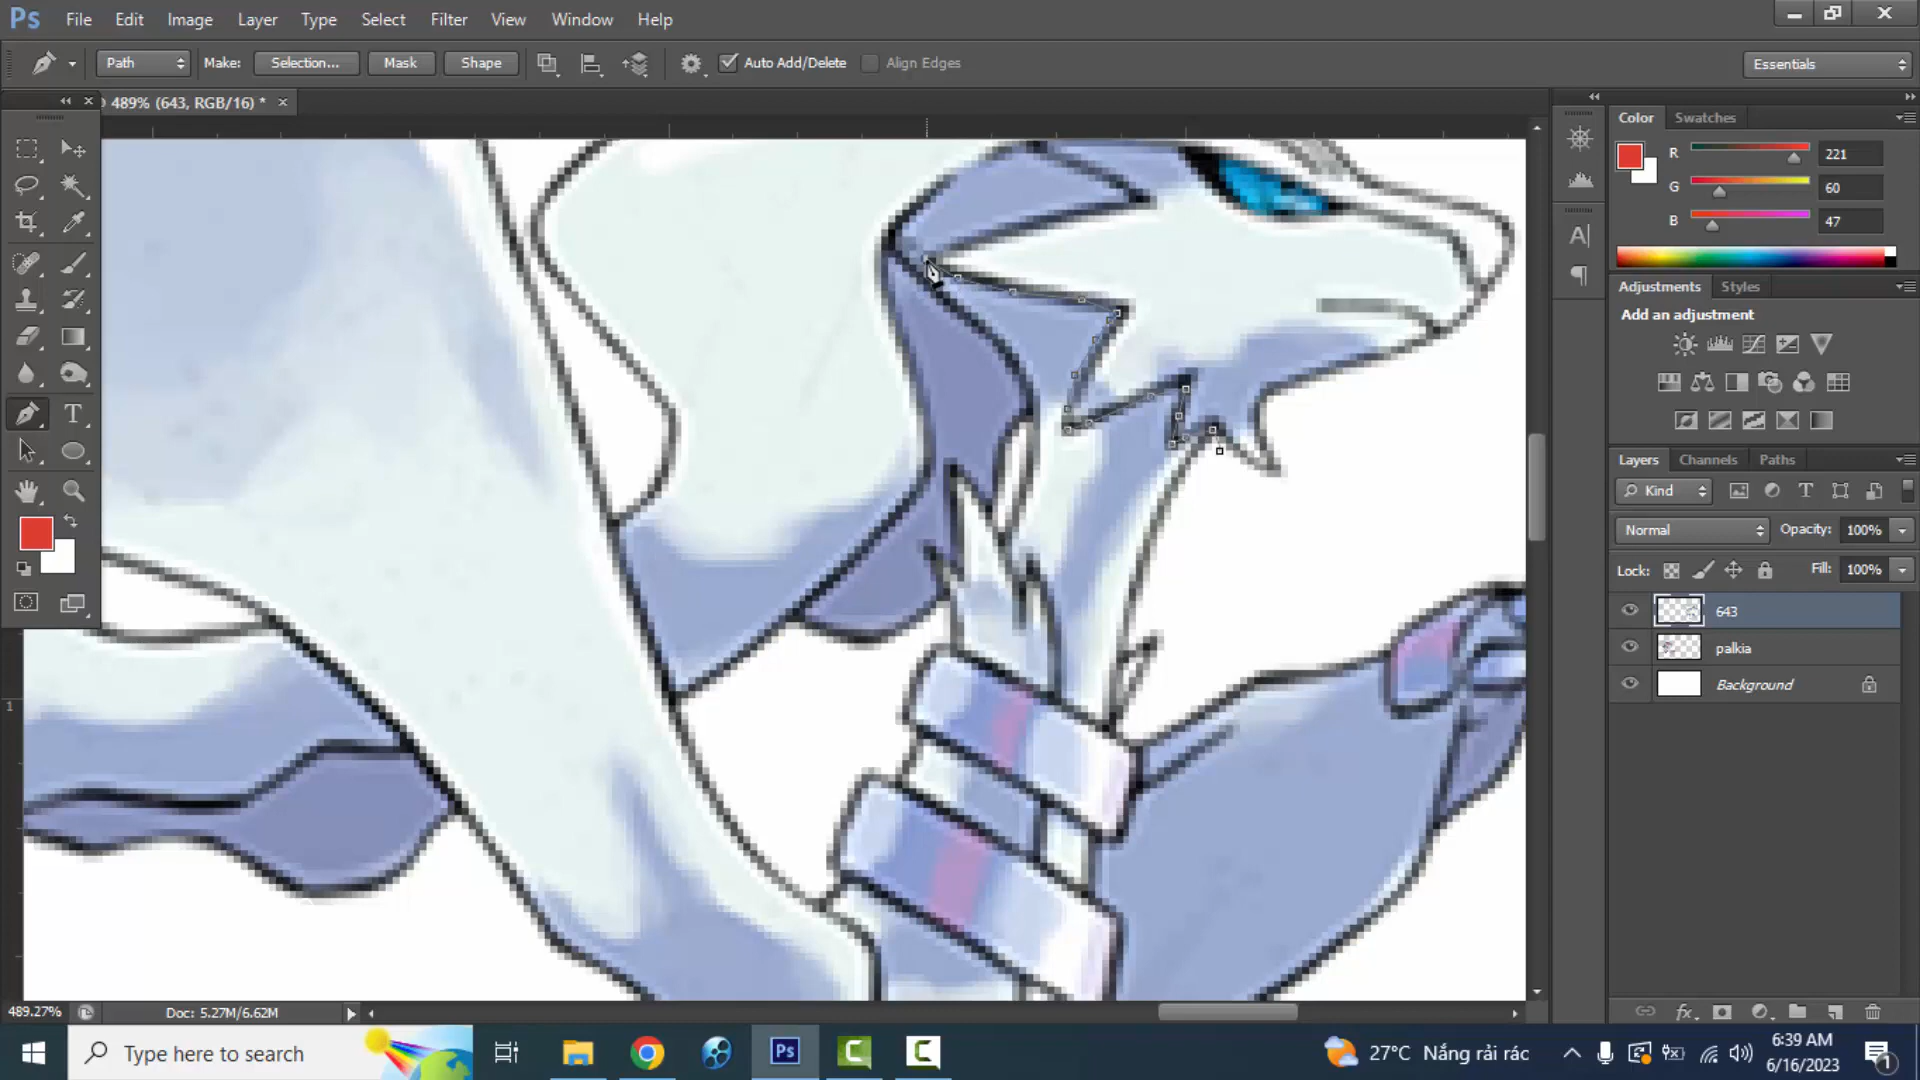 Ps File Edit Image Layer Type Select Filter View Window Help
Path Make: Selection... Mask Shape Auto Add/Delete Align Edges Essentials
489% (643, RGB/16) *
Color Swatches
R 221
G 60
B 47
Adjustments Styles
Add an adjustment
Layers Channels Paths
Kind
Normal Opacity: 100%
Lock: Fill: 100%
643
palkia
Background
1
489.27% Doc: 5.27M/6.62M
Type here to search
Ps
27°C Nắng rải rác
6:39 AM
6/16/2023
1